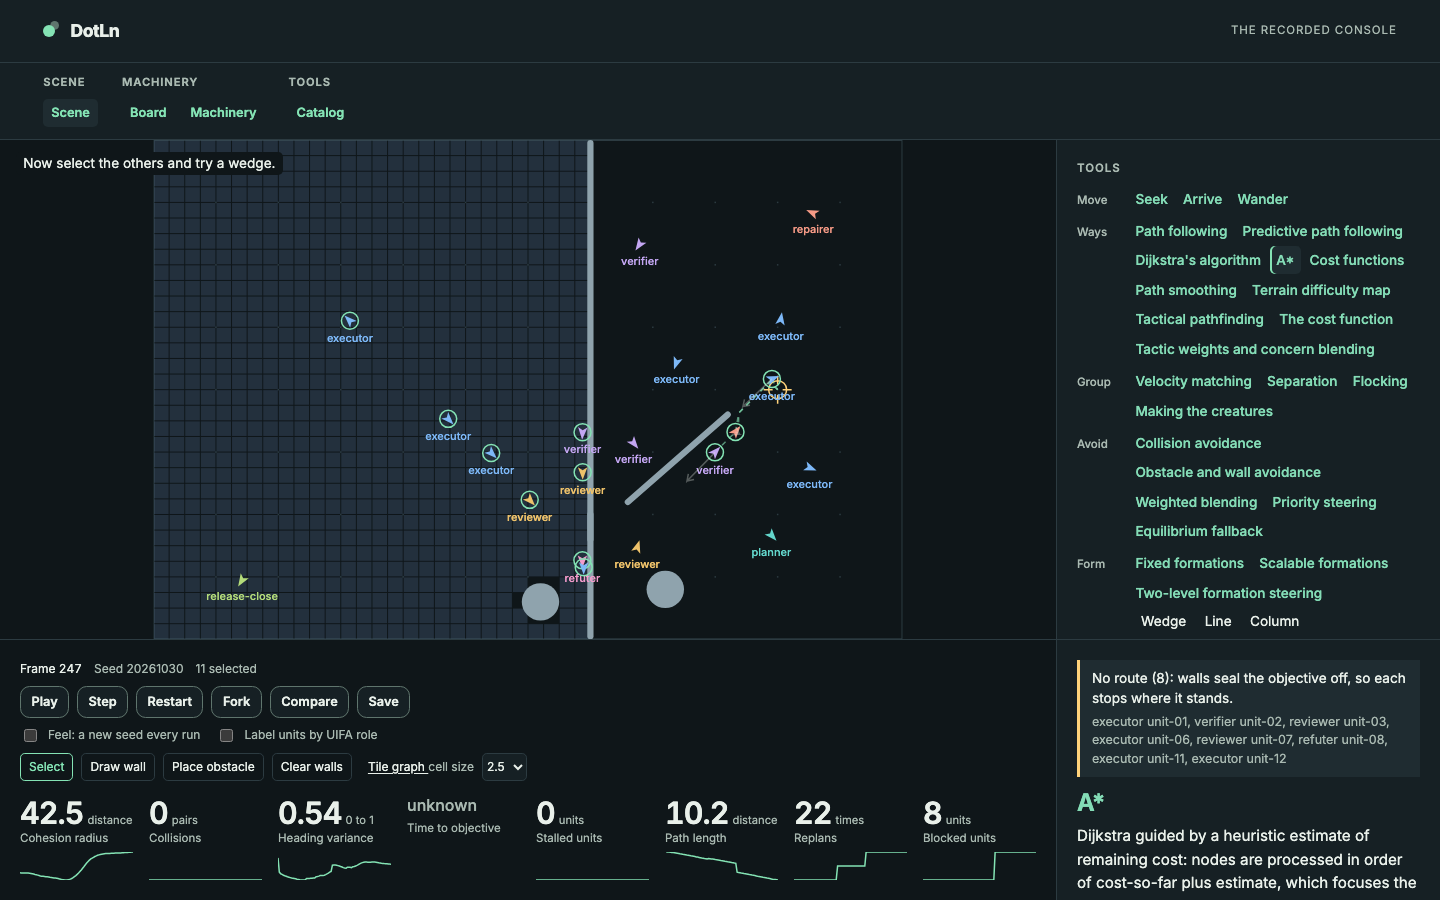 DotLn
THE RECORDED CONSOLE
SCENE
MACHINERY
TOOLS
Scene
Board
Machinery
Catalog
Now select the others and try a wedge.
repairer
verifier
executor
executor
executor
executor
executor
executor
verifier
verifier
verifier
executor
reviewer
reviewer
planner
reviewer
refuter
release-close
TOOLS
Move Seek Arrive Wander
Ways Path following Predictive path following
Dijkstra's algorithm A* Cost functions
Path smoothing Terrain difficulty map
Tactical pathfinding The cost function
Tactic weights and concern blending
Group Velocity matching Separation Flocking
Making the creatures
Avoid Collision avoidance
Obstacle and wall avoidance
Weighted blending Priority steering
Equilibrium fallback
Form Fixed formations Scalable formations
Two-level formation steering
Wedge Line Column
Frame 247 Seed 20261030 11 selected
Play Step Restart Fork Compare Save
Feel: a new seed every run Label units by UIFA role
Select Draw wall Place obstacle Clear walls Tile graph cell size 2.5
42.5 distance
Cohesion radius
0 pairs
Collisions
0.54 0 to 1
Heading variance
unknown
Time to objective
0 units
Stalled units
10.2 distance
Path length
22 times
Replans
8 units
Blocked units
No route (8): walls seal the objective off, so each
stops where it stands.
executor unit-01, verifier unit-02, reviewer unit-03,
executor unit-06, reviewer unit-07, refuter unit-08,
executor unit-11, executor unit-12
A*
Dijkstra guided by a heuristic estimate of
remaining cost: nodes are processed in order
of cost-so-far plus estimate, which focuses the